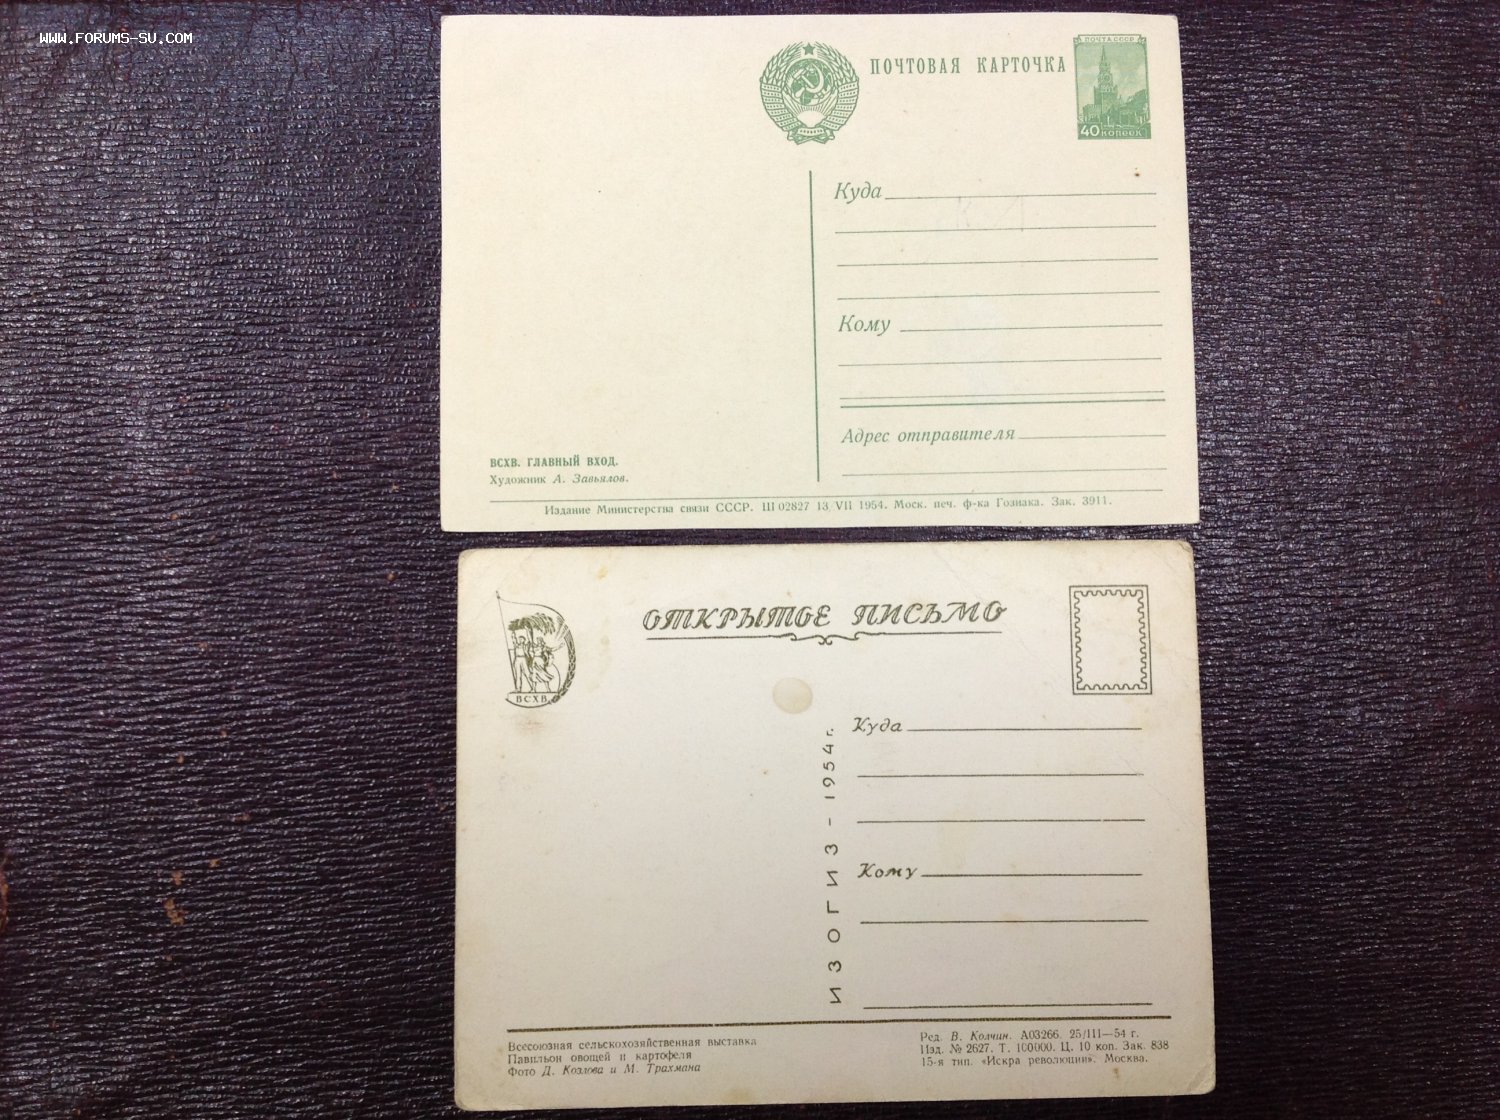 WWW.FORUMS-SU.COM
ПОЧТОВАЯ КАРТОЧКА
ПОЧТА СССР
40 КОПЕЕК
Куда
Кому
Адрес отправителя
ВСХВ. ГЛАВНЫЙ ВХОД.
Художник А. Завьялов.
Издание Министерства связи СССР. Ш 02827 13/VII 1954. Моск. печ. ф-ка Гознака. Зак. 3911.
ОТКРЫТОЕ ПИСЬМО
ВСХВ
Куда
Кому
ИЗОГИЗ - 1954 г.
Всесоюзная сельскохозяйственная выставка
Павильон овощей и картофеля
Фото Д. Козлова и М. Трахмана
Ред. В. Колчин. А03266. 25/III—54 г.
Изд. № 2627. Т. 100000. Ц. 10 коп. Зак. 838
15-я тип. «Искра революции». Москва.